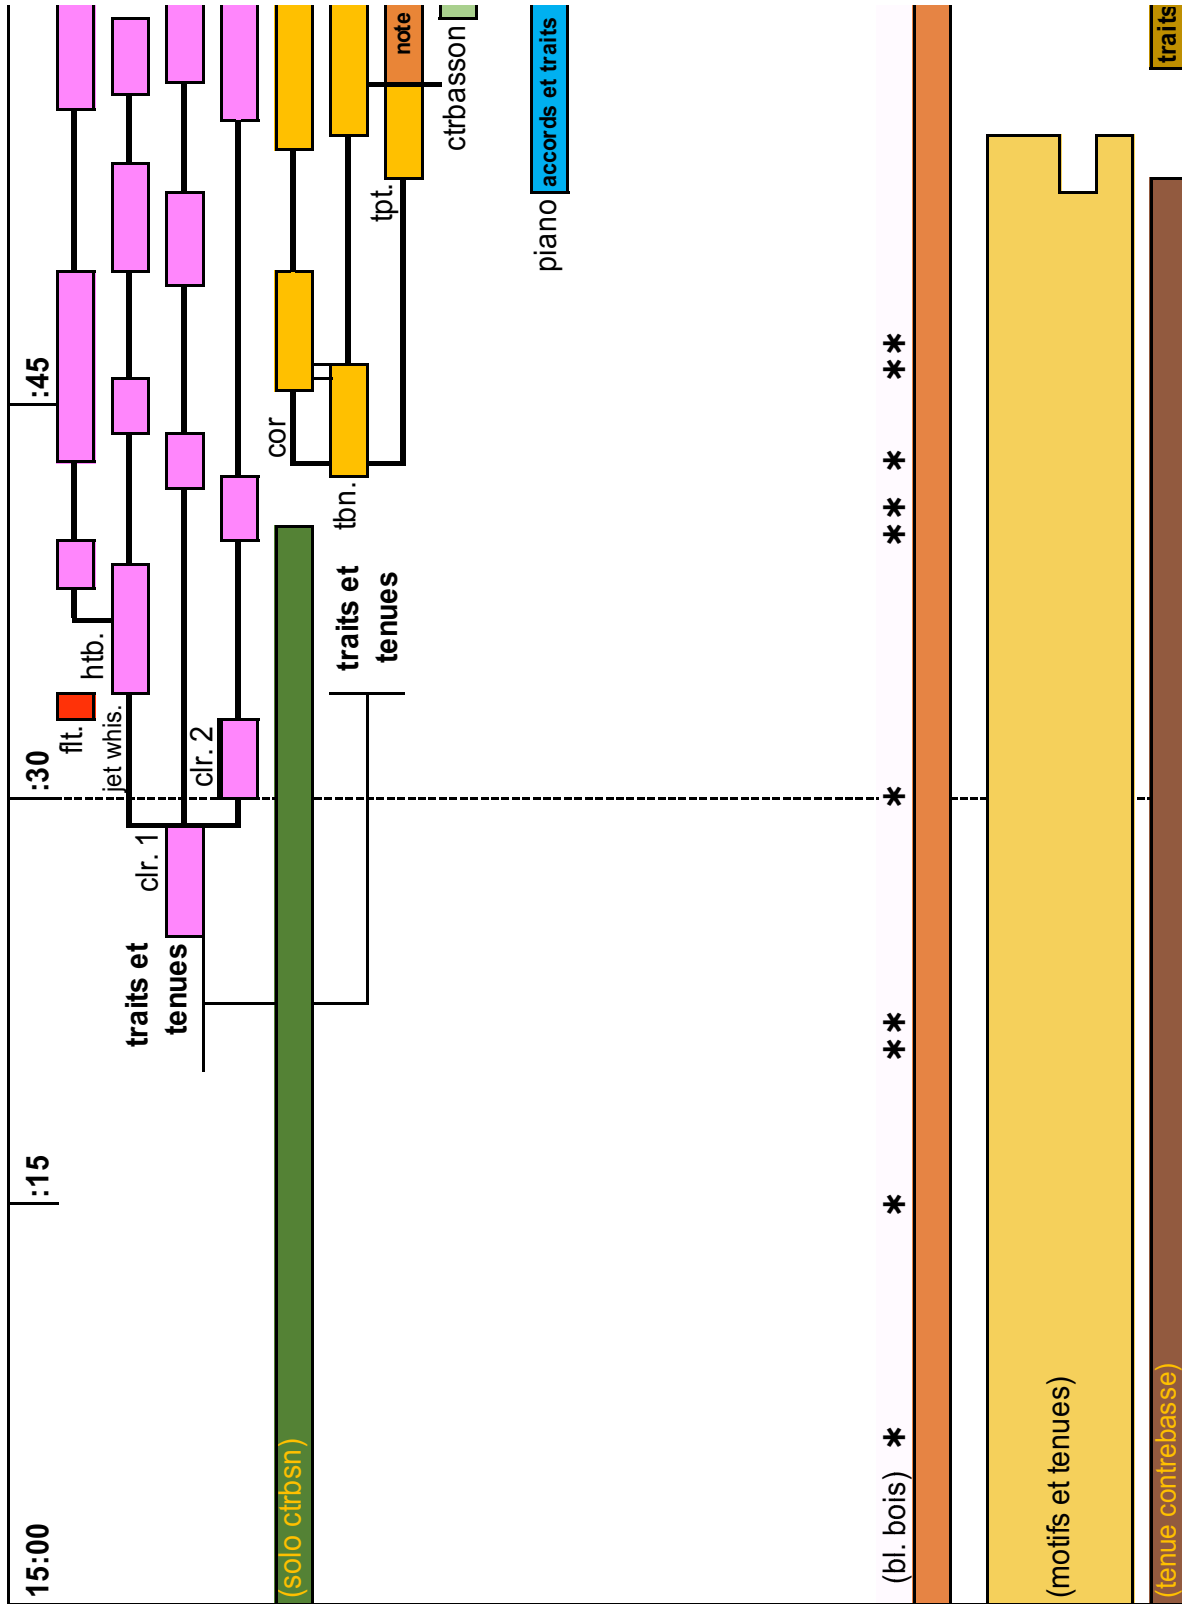 15:00
:15
:30
:45
flt.
jet whis.
htb.
clr. 1
traits et
tenues
clr. 2
(solo ctrbsn)
cor
tbn.
traits et
tenues
tpt.
note
ctrbasson
piano
accords et traits
(bl. bois)
* * * * * * * * * *
(motifs et tenues)
(tenue contrebasse)
traits